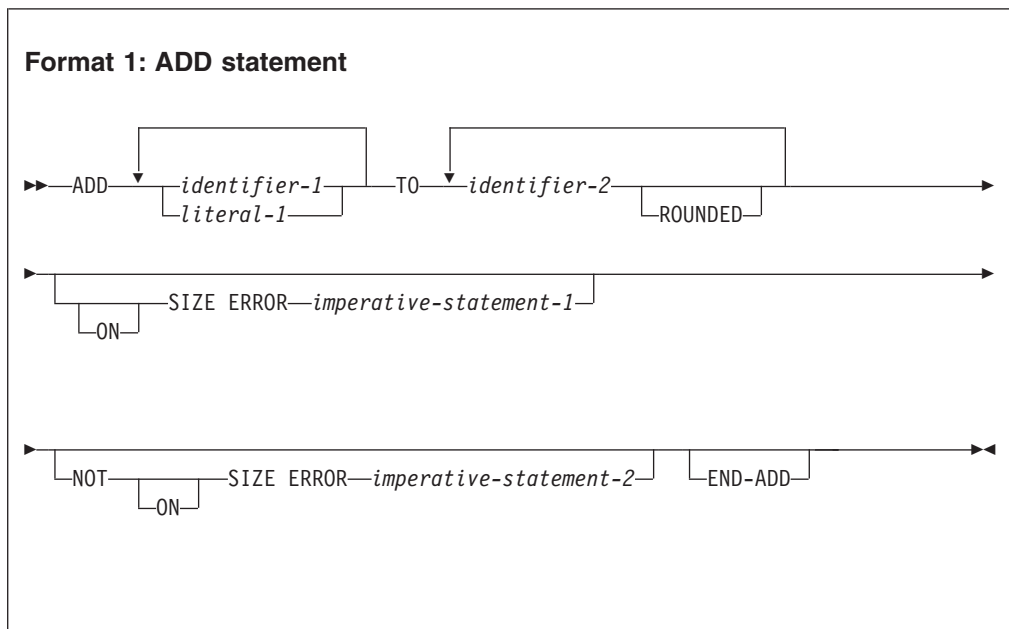 Format 1: ADD statement
ADD identifier-1 TO identifier-2
literal-1 ROUNDED
SIZE ERROR imperative-statement-1
ON
NOT SIZE ERROR imperative-statement-2 END-ADD
ON